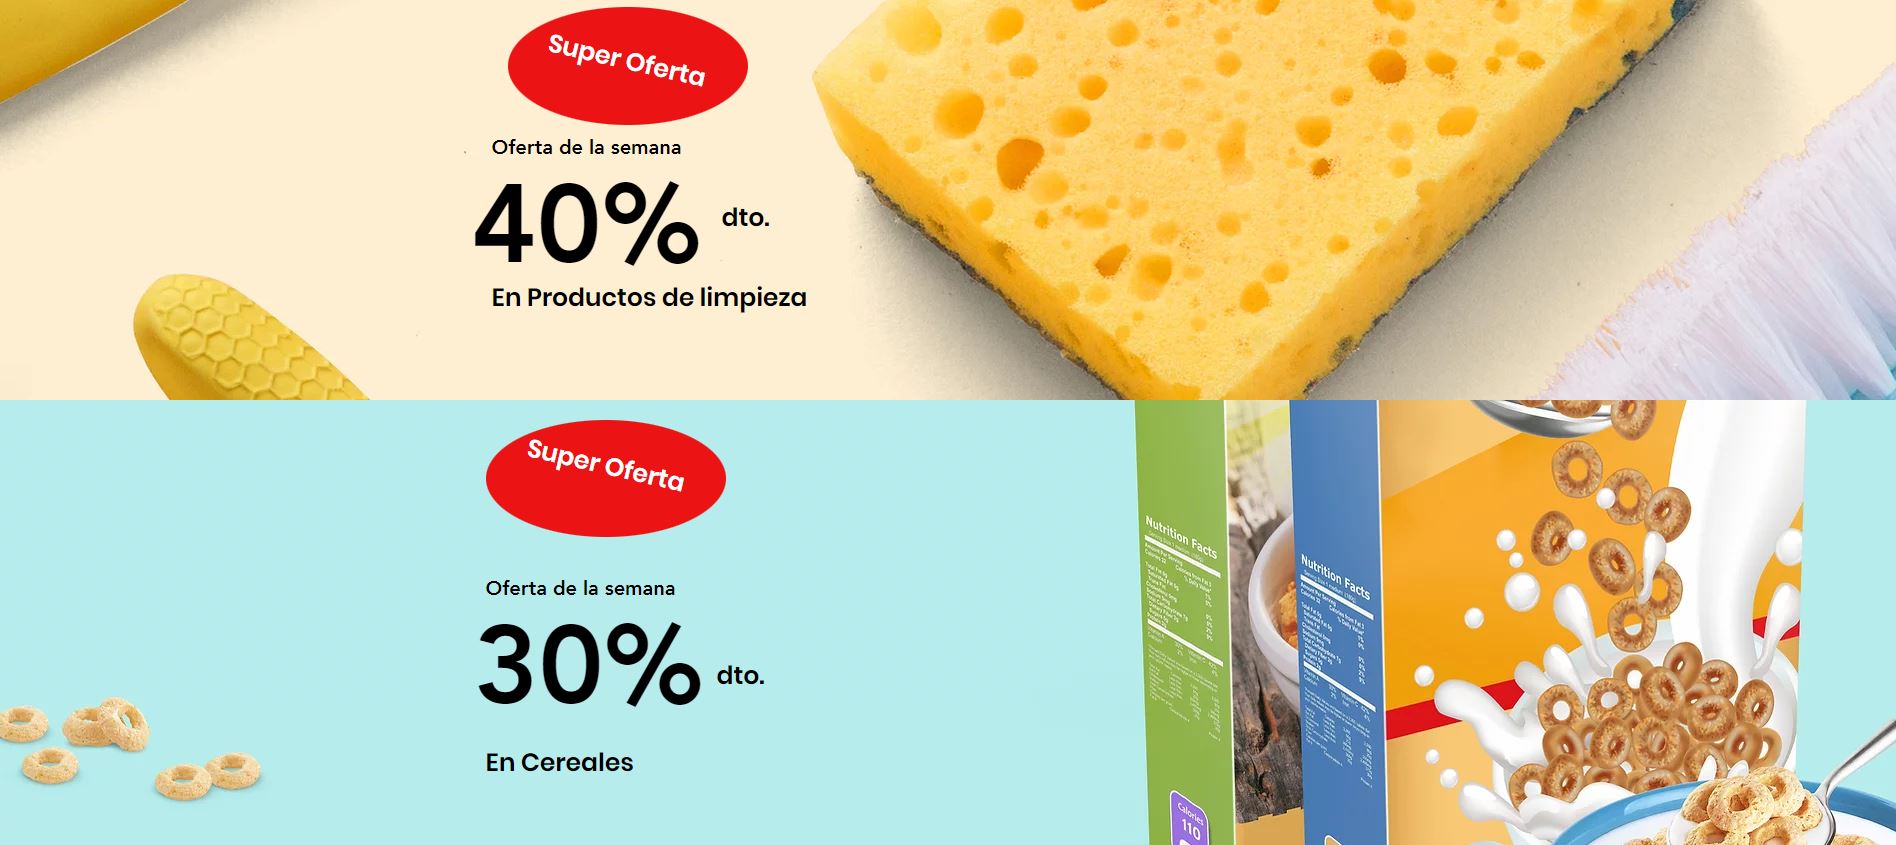 Super Oferta
Oferta de la semana
40% dto.
En Productos de limpieza
Super Oferta
Oferta de la semana
30% dto.
En Cereales
Nutrition Facts
Nutrition Facts
Calories
110